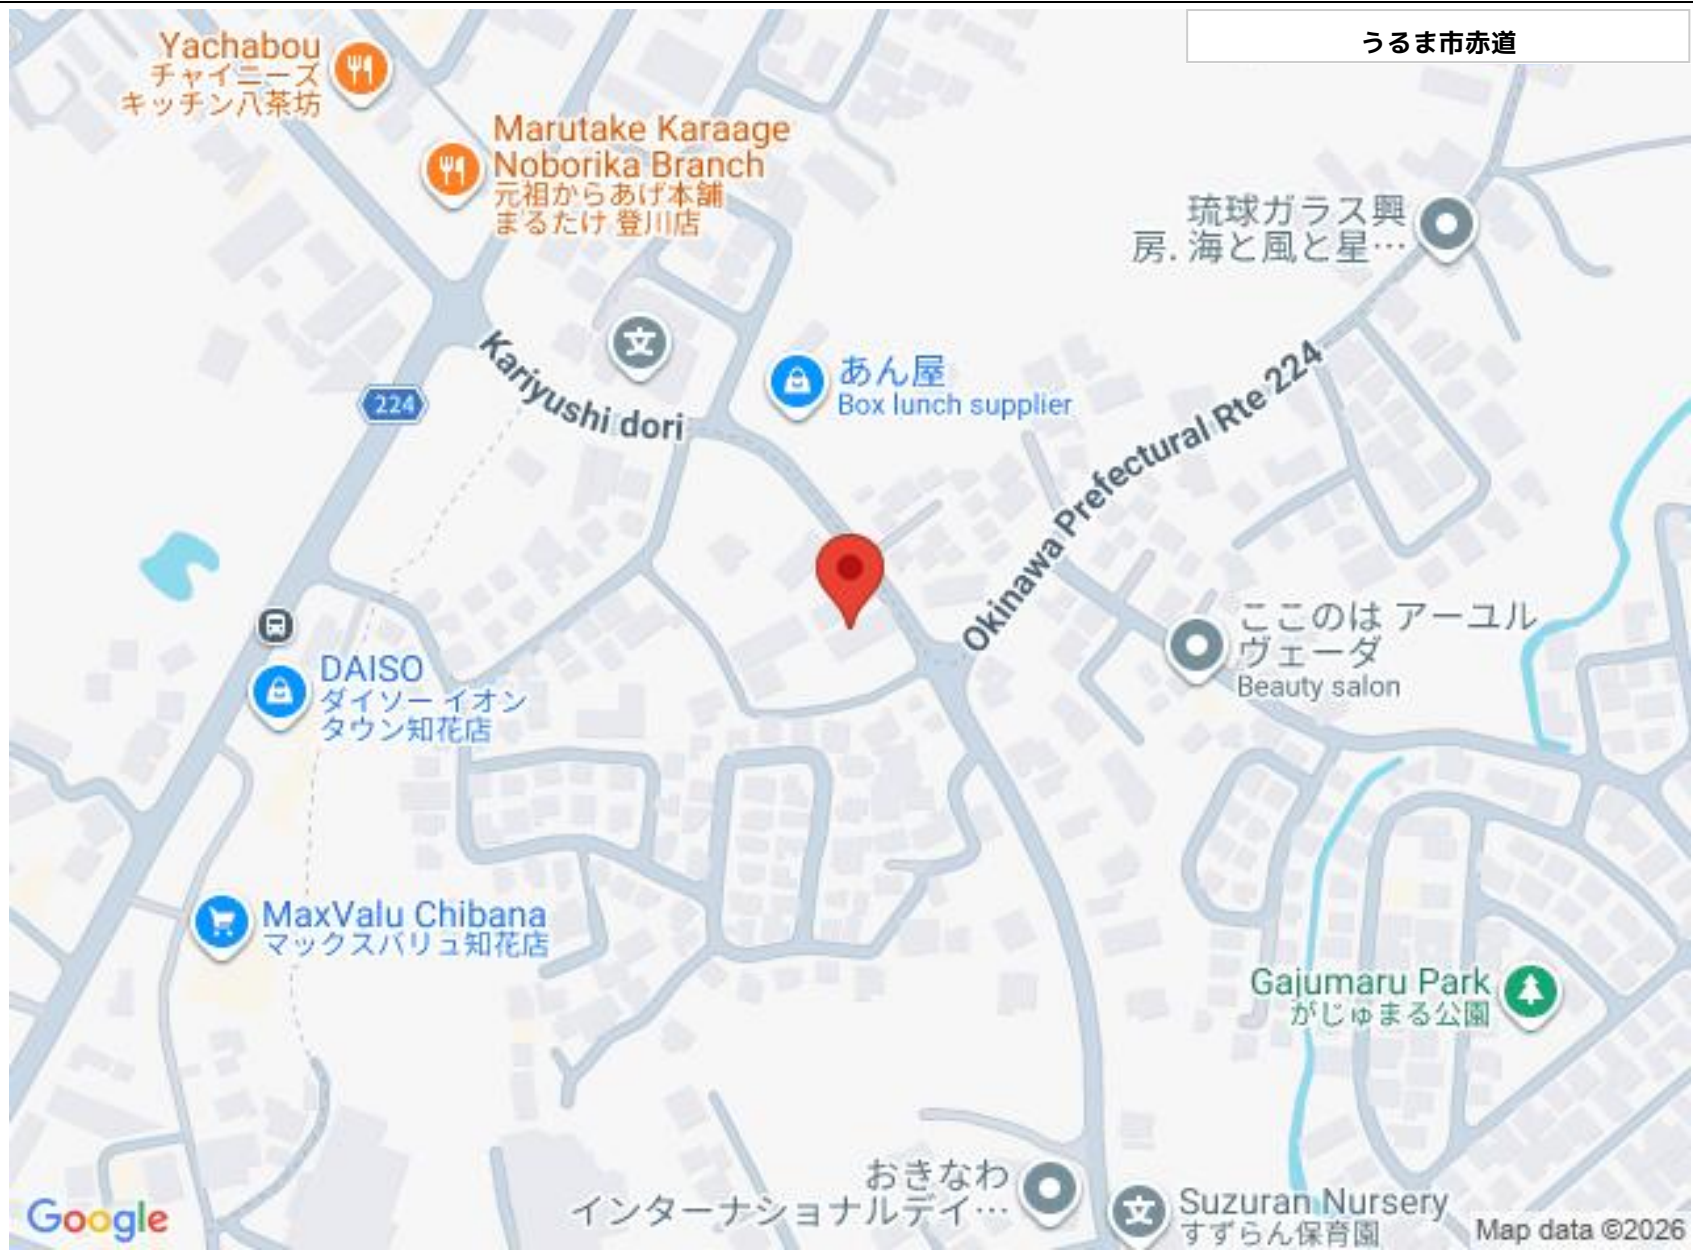 うるま市赤道
Yachabou
チャイニーズ
キッチン八茶坊
Marutake Karaage
Noborika Branch
元祖からあげ本舗
まるたけ 登川店
琉球ガラス興
房. 海と風と星…
Kariyushi dori
文
あん屋
Box lunch supplier
224
Okinawa Prefectural Rte 224
ここのは アーユル
ヴェーダ
Beauty salon
DAISO
ダイソー イオン
タウン知花店
MaxValu Chibana
マックスバリュ知花店
Gajumaru Park
がじゅまる公園
おきなわ
インターナショナルデイ…
文
Suzuran Nursery
すずらん保育園
Google
Map data ©2026